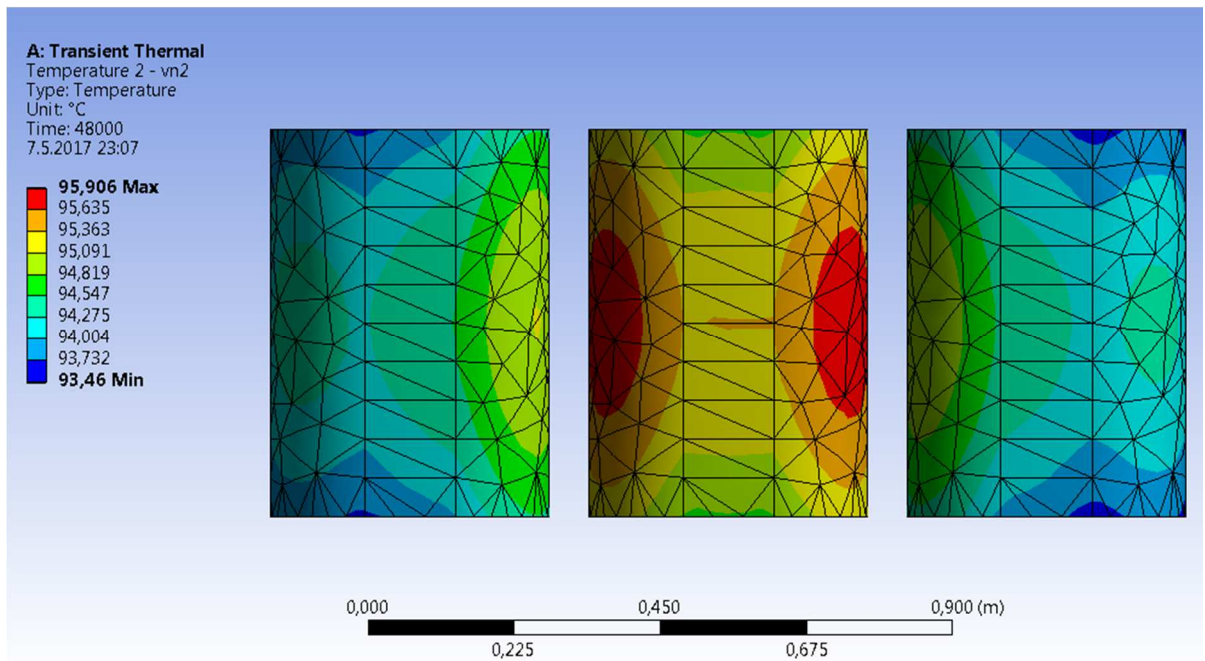 A: Transient Thermal
Temperature 2 - vn2
Type: Temperature
Unit: °C
Time: 48000
7.5.2017 23:07
95,906 Max
95,635
95,363
95,091
94,819
94,547
94,275
94,004
93,732
93,46 Min
0,000 0,450 0,900 (m)
0,225 0,675